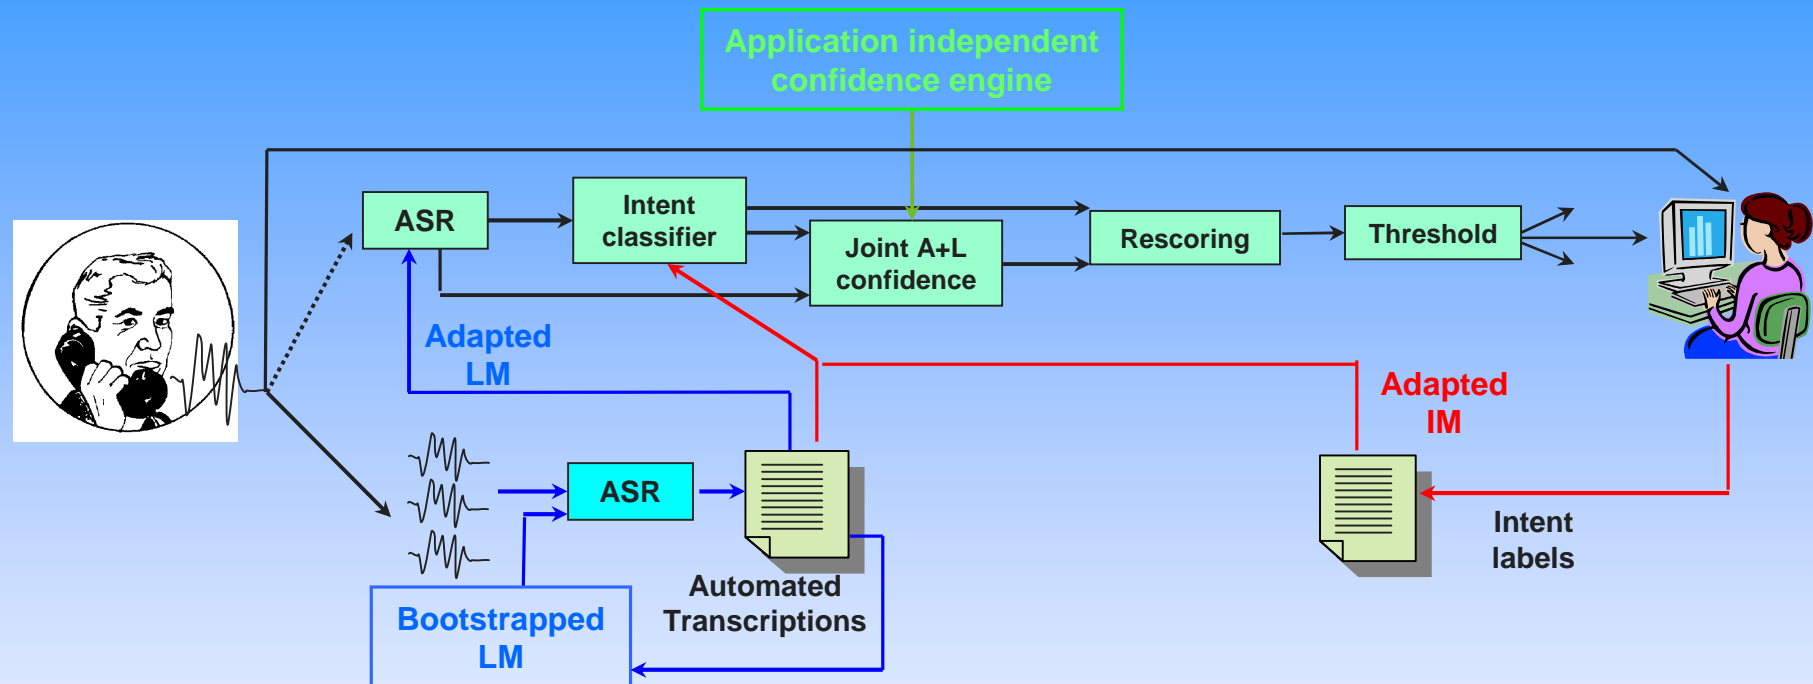 Application independent
confidence engine
ASR
Intent
classifier
Joint A+L
confidence
Rescoring
Threshold
Adapted
LM
Adapted
IM
ASR
Automated
Transcriptions
Intent
labels
Bootstrapped
LM